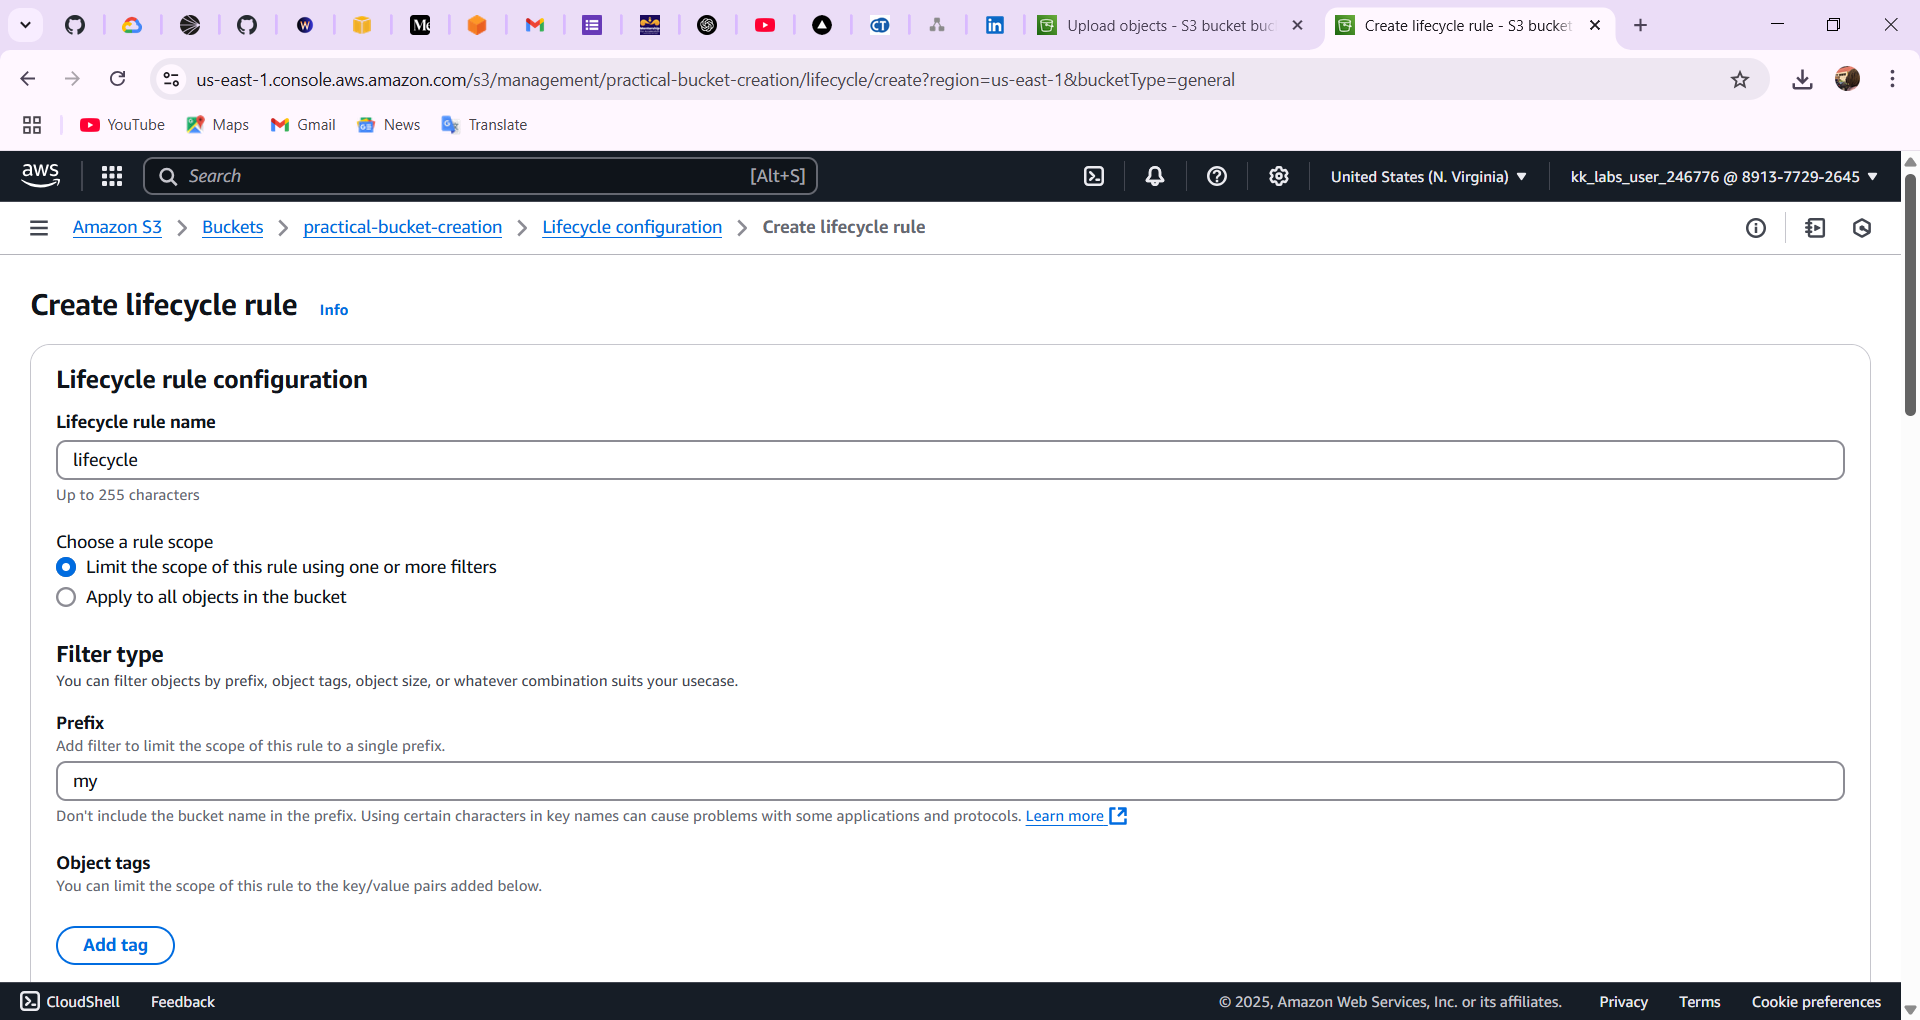 Upload objects - S3 bucket buc
Create lifecycle rule - S3 bucket
us-east-1.console.aws.amazon.com/s3/management/practical-bucket-creation/lifecycle/create?region=us-east-1&bucketType=general
YouTube Maps Gmail News Translate
aws Search [Alt+S] United States (N. Virginia) kk_labs_user_246776 @ 8913-7729-2645
Amazon S3 Buckets practical-bucket-creation Lifecycle configuration Create lifecycle rule
Create lifecycle rule Info
Lifecycle rule configuration
Lifecycle rule name
lifecycle
Up to 255 characters
Choose a rule scope
Limit the scope of this rule using one or more filters
Apply to all objects in the bucket
Filter type
You can filter objects by prefix, object tags, object size, or whatever combination suits your usecase.
Prefix
Add filter to limit the scope of this rule to a single prefix.
my
Don't include the bucket name in the prefix. Using certain characters in key names can cause problems with some applications and protocols. Learn more
Object tags
You can limit the scope of this rule to the key/value pairs added below.
Add tag
CloudShell Feedback © 2025, Amazon Web Services, Inc. or its affiliates. Privacy Terms Cookie preferences